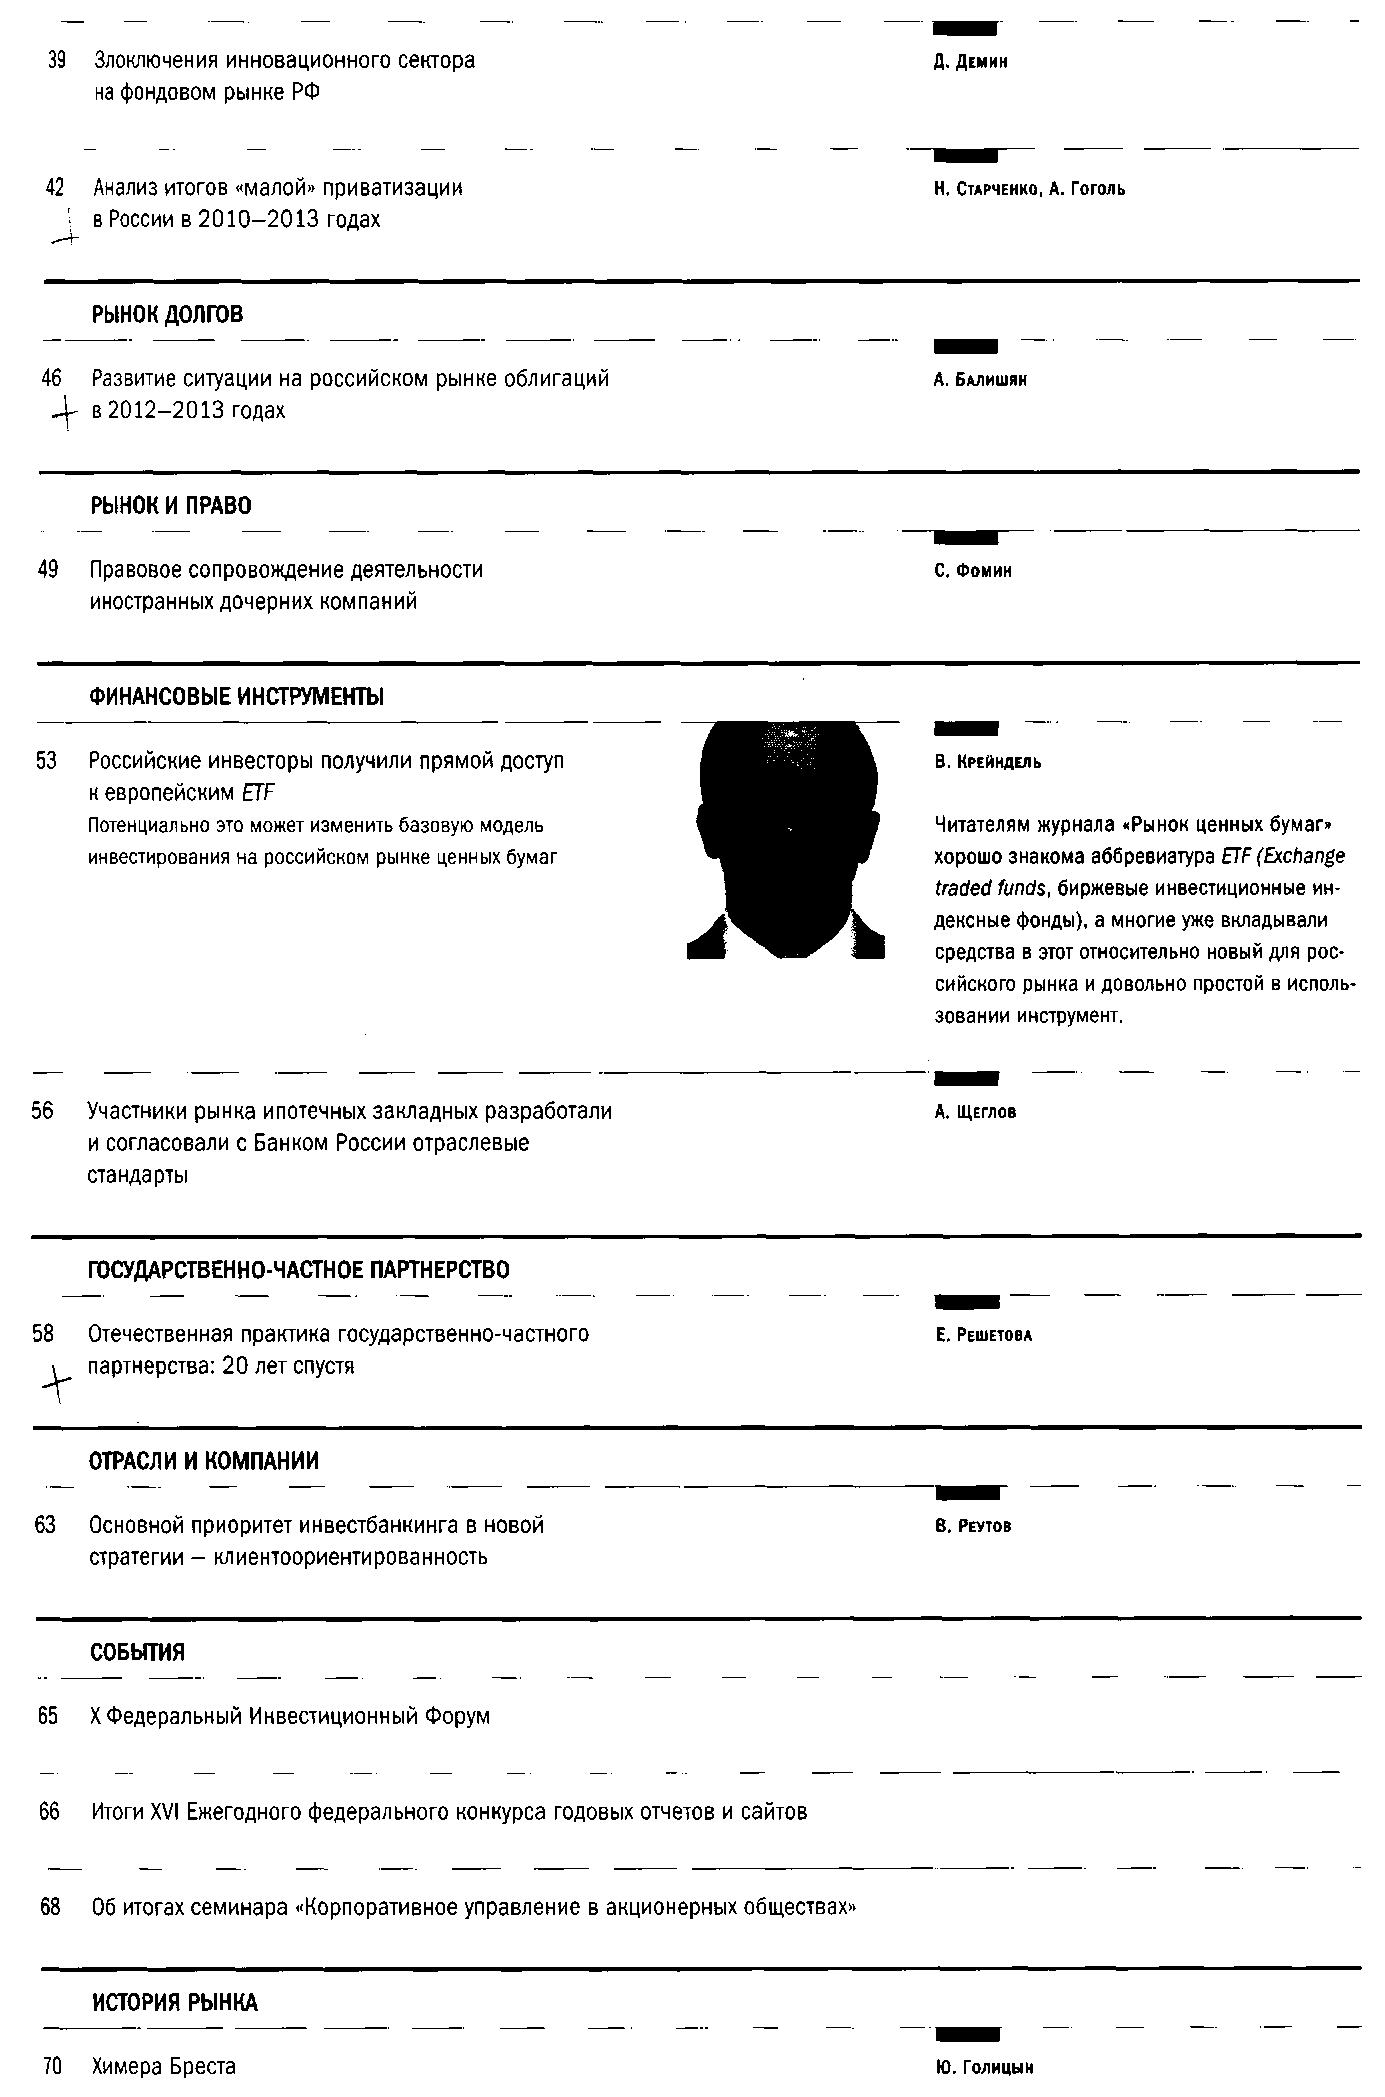 39 Злоключения инновационного сектора
на фондовом рынке РФ
Д. Демин
42 Анализ итогов «малой» приватизации
в России в 2010–2013 годах
Н. Старченко, А. Гоголь
РЫНОК ДОЛГОВ
46 Развитие ситуации на российском рынке облигаций
в 2012–2013 годах
А. Балишян
РЫНОК И ПРАВО
49 Правовое сопровождение деятельности
иностранных дочерних компаний
С. Фомин
ФИНАНСОВЫЕ ИНСТРУМЕНТЫ
53 Российские инвесторы получили прямой доступ
к европейским ETF
Потенциально это может изменить базовую модель
инвестирования на российском рынке ценных бумаг
В. Крейндель
Читателям журнала «Рынок ценных бумаг»
хорошо знакома аббревиатура ETF (Exchange
traded funds, биржевые инвестиционные ин-
дексные фонды), а многие уже вкладывали
средства в этот относительно новый для рос-
сийского рынка и довольно простой в исполь-
зовании инструмент.
56 Участники рынка ипотечных закладных разработали
и согласовали с Банком России отраслевые
стандарты
А. Щеглов
ГОСУДАРСТВЕННО-ЧАСТНОЕ ПАРТНЕРСТВО
58 Отечественная практика государственно-частного
партнерства: 20 лет спустя
Е. Решетова
ОТРАСЛИ И КОМПАНИИ
63 Основной приоритет инвестбанкинга в новой
стратегии – клиентоориентированность
В. Реутов
СОБЫТИЯ
65 X Федеральный Инвестиционный Форум
66 Итоги XVI Ежегодного федерального конкурса годовых отчетов и сайтов
68 Об итогах семинара «Корпоративное управление в акционерных обществах»
ИСТОРИЯ РЫНКА
70 Химера Бреста
Ю. Голицын